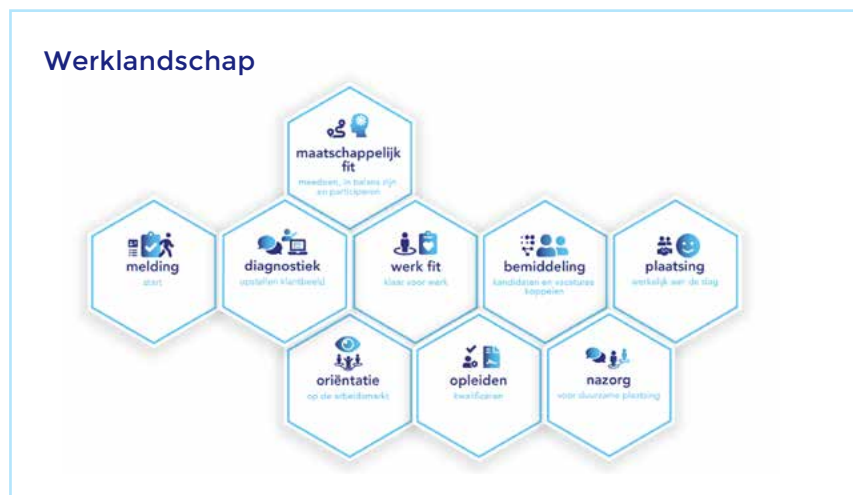 Werklandschap
maatschappelijk
fit
meedoen, in balans zijn
en participeren
melding
start
diagnostiek
opstellen klantbeeld
werk fit
klaar voor werk
bemiddeling
kandidaten en vacatures
koppelen
plaatsing
werkelijk aan de slag
oriëntatie
op de arbeidsmarkt
opleiden
kwalificeren
nazorg
voor duurzame plaatsing